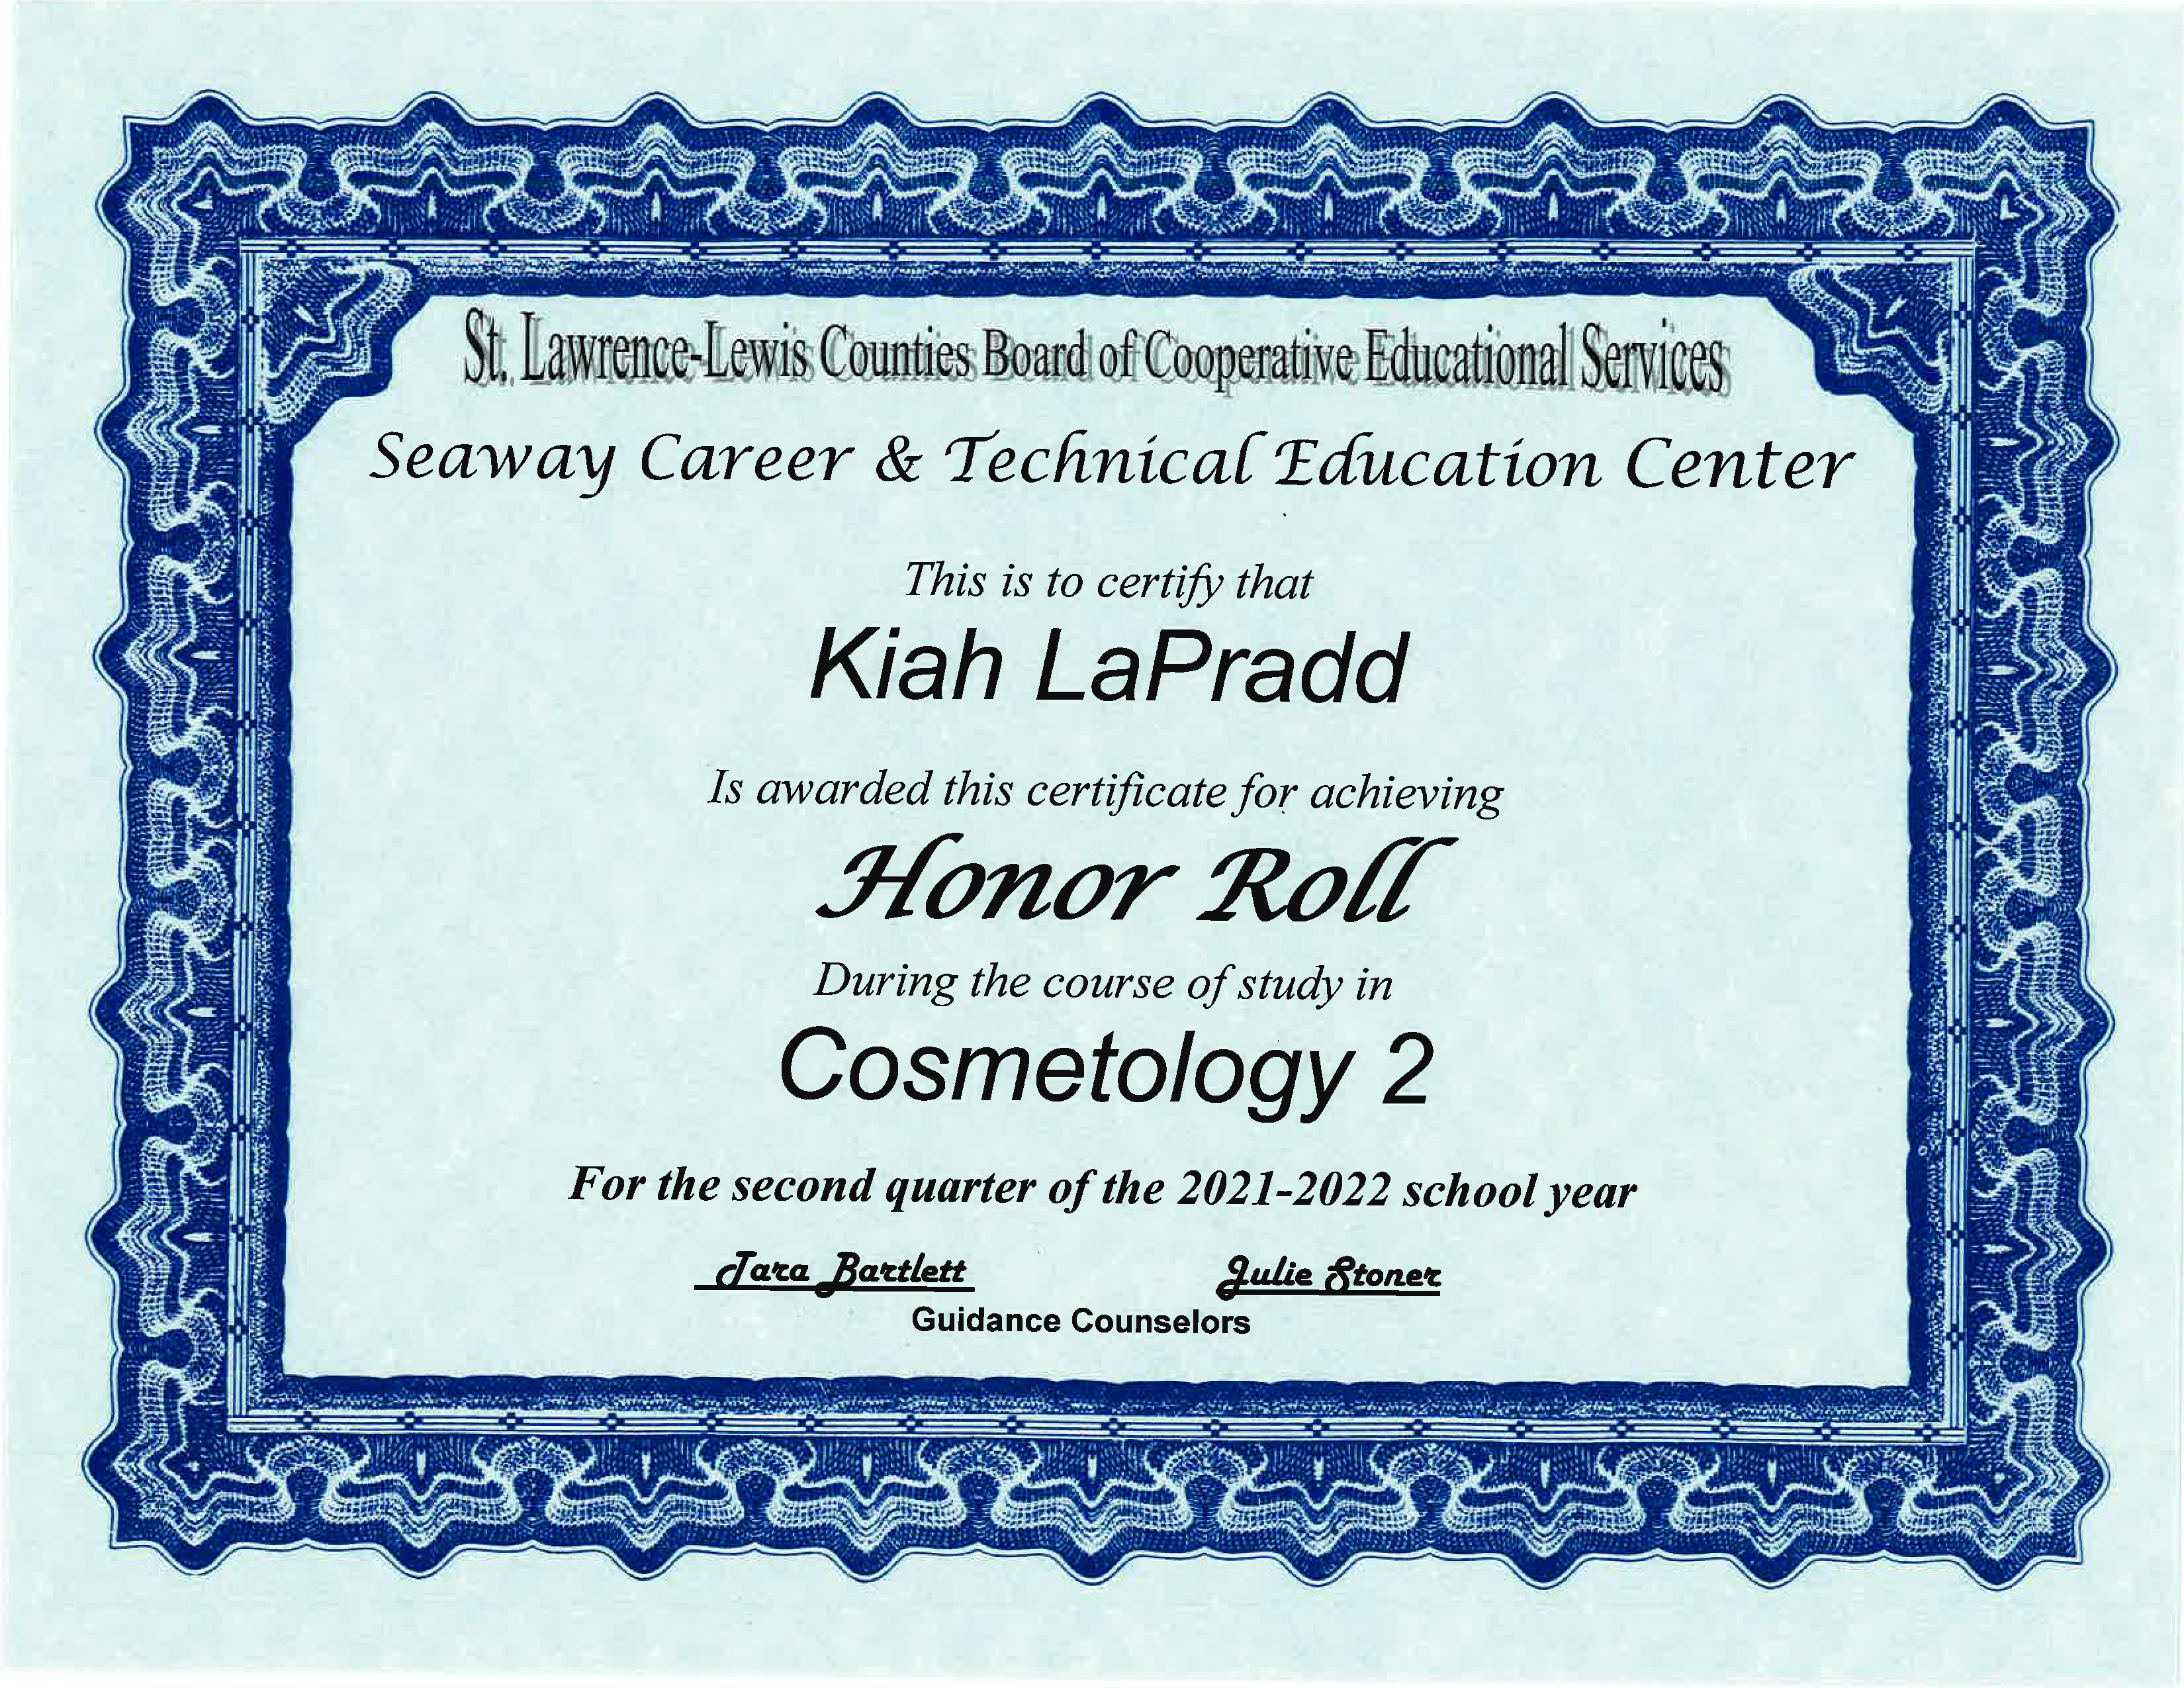 St. Lawrence-Lewis Counties Board of Cooperative Educational Services
Seaway Career & Technical Education Center
This is to certify that
Kiah LaPradd
Is awarded this certificate for achieving
Honor Roll
During the course of study in
Cosmetology 2
For the second quarter of the 2021-2022 school year
Tara Bartlett Julie Stoner
Guidance Counselors